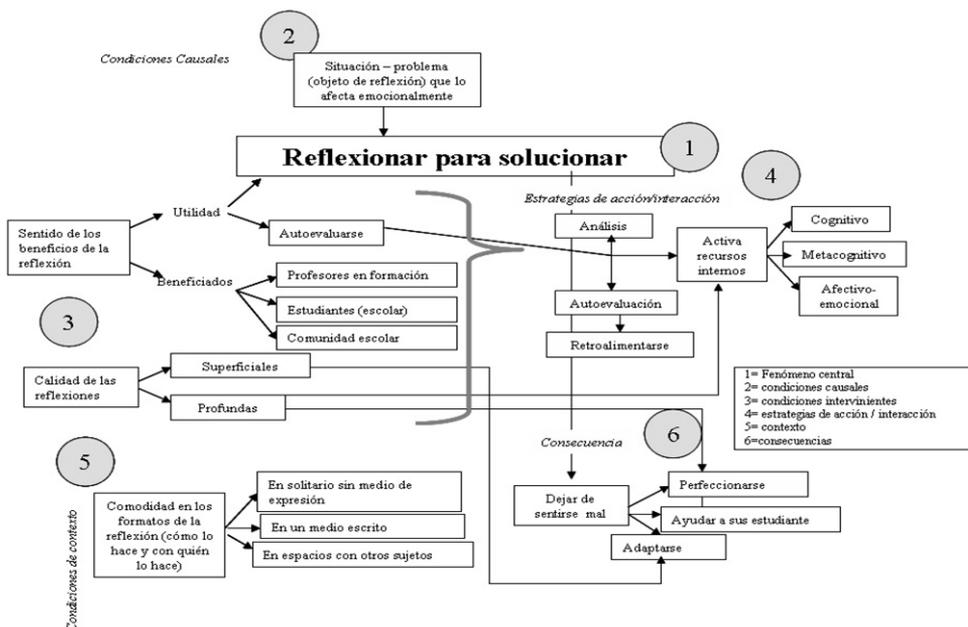 2
Condiciones Causales
Situación – problema
(objeto de reflexión) que lo
afecta emocionalmente
Reflexionar para solucionar
1
4
Estrategias de acción/interacción
Utilidad
Sentido de los
beneficios de la
reflexión
Autoevaluarse
Beneficiados
Profesores en formación
Estudiantes (escolar)
Comunidad escolar
Análisis
Autoevaluación
Retroalimentarse
Activa
recursos
internos
Cognitivo
Metacognitivo
Afectivo-
emocional
3
Calidad de las
reflexiones
Superficiales
Profundas
1= Fenómeno central
2= condiciones causales
3= condiciones intervinientes
4= estrategias de acción / interacción
5= contexto
6=consecuencias
5
Condiciones de contexto
Comodidad en los
formatos de la
reflexión (cómo lo
hace y con quién
lo hace)
En solitario sin medio de
expresión
En un medio escrito
En espacios con otros sujetos
Consecuencia
6
Dejar de
sentirse mal
Perfeccionarse
Ayudar a sus estudiante
Adaptarse